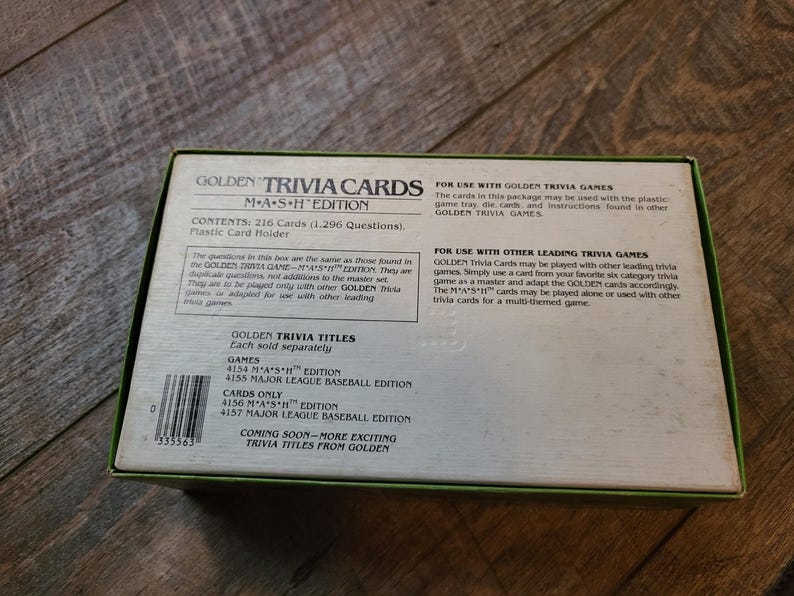 GOLDEN™ TRIVIA CARDS
M*A*S*H™ EDITION
CONTENTS: 216 Cards (1,296 Questions),
Plastic Card Holder
The questions in this box are the same as those found in
the GOLDEN TRIVIA GAME—M*A*S*H™ EDITION. They are
duplicate questions, not additions to the master set.
They are to be played only with other GOLDEN Trivia
games or adapted for use with other leading
trivia games.
GOLDEN TRIVIA TITLES
Each sold separately
GAMES
4154 M*A*S*H™ EDITION
4155 MAJOR LEAGUE BASEBALL EDITION
CARDS ONLY
4156 M*A*S*H™ EDITION
4157 MAJOR LEAGUE BASEBALL EDITION
COMING SOON—MORE EXCITING
TRIVIA TITLES FROM GOLDEN
0
335563
FOR USE WITH GOLDEN TRIVIA GAMES
The cards in this package may be used with the plastic
game tray, die, cards, and instructions found in other
GOLDEN TRIVIA GAMES.
FOR USE WITH OTHER LEADING TRIVIA GAMES
GOLDEN Trivia Cards may be played with other leading trivia
games. Simply use a card from your favorite six category trivia
game as a master and adapt the GOLDEN cards accordingly.
The M*A*S*H™ cards may be played alone or used with other
trivia cards for a multi-themed game.